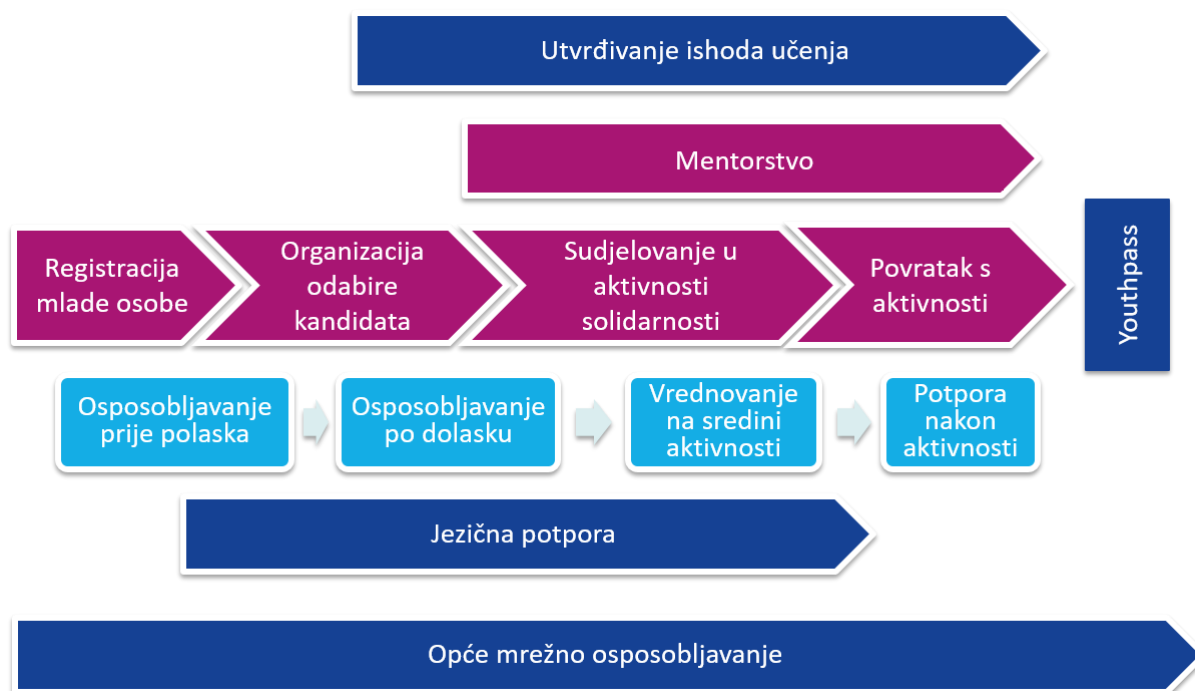 Utvrđivanje ishoda učenja
Mentorstvo
Registracija
mlade osobe
Organizacija
odabire
kandidata
Sudjelovanje u
aktivnosti
solidarnosti
Povratak s
aktivnosti
Youthpass
Osposobljavanje
prije polaska
Osposobljavanje
po dolasku
Vrednovanje
na sredini
aktivnosti
Potpora
nakon
aktivnosti
Jezična potpora
Opće mrežno osposobljavanje